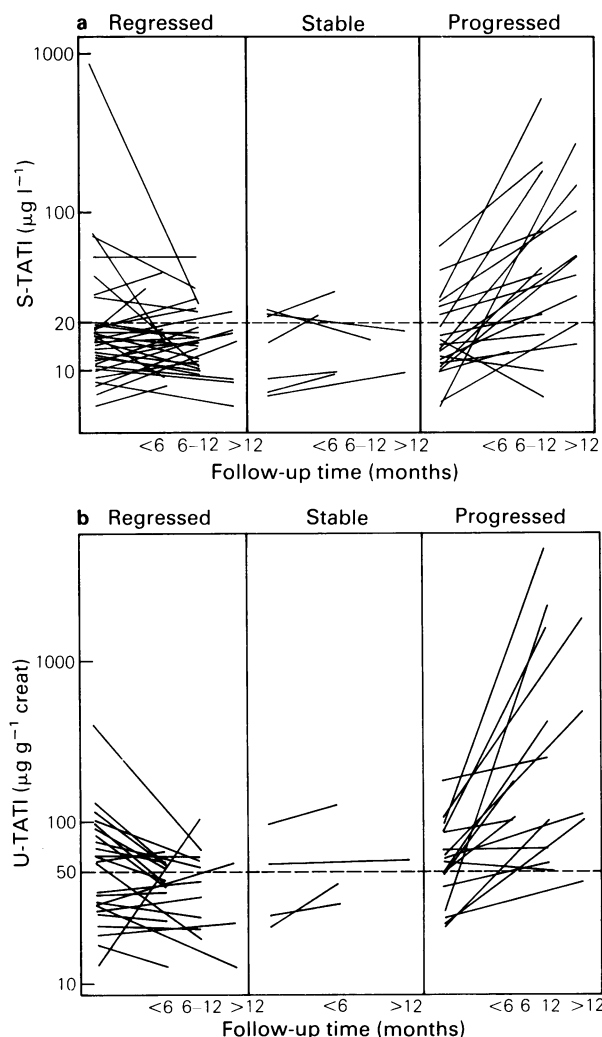 a Regressed Stable Progressed
1000
100
20
10
S-TATI (μg l⁻¹)
<6 6–12 >12 <6 6–12 >12 <6 6–12 >12
Follow-up time (months)
b Regressed Stable Progressed
1000
100
50
10
U-TATI (μg g⁻¹ creat)
<6 6–12 >12 <6 >12 <6 6 12 >12
Follow-up time (months)